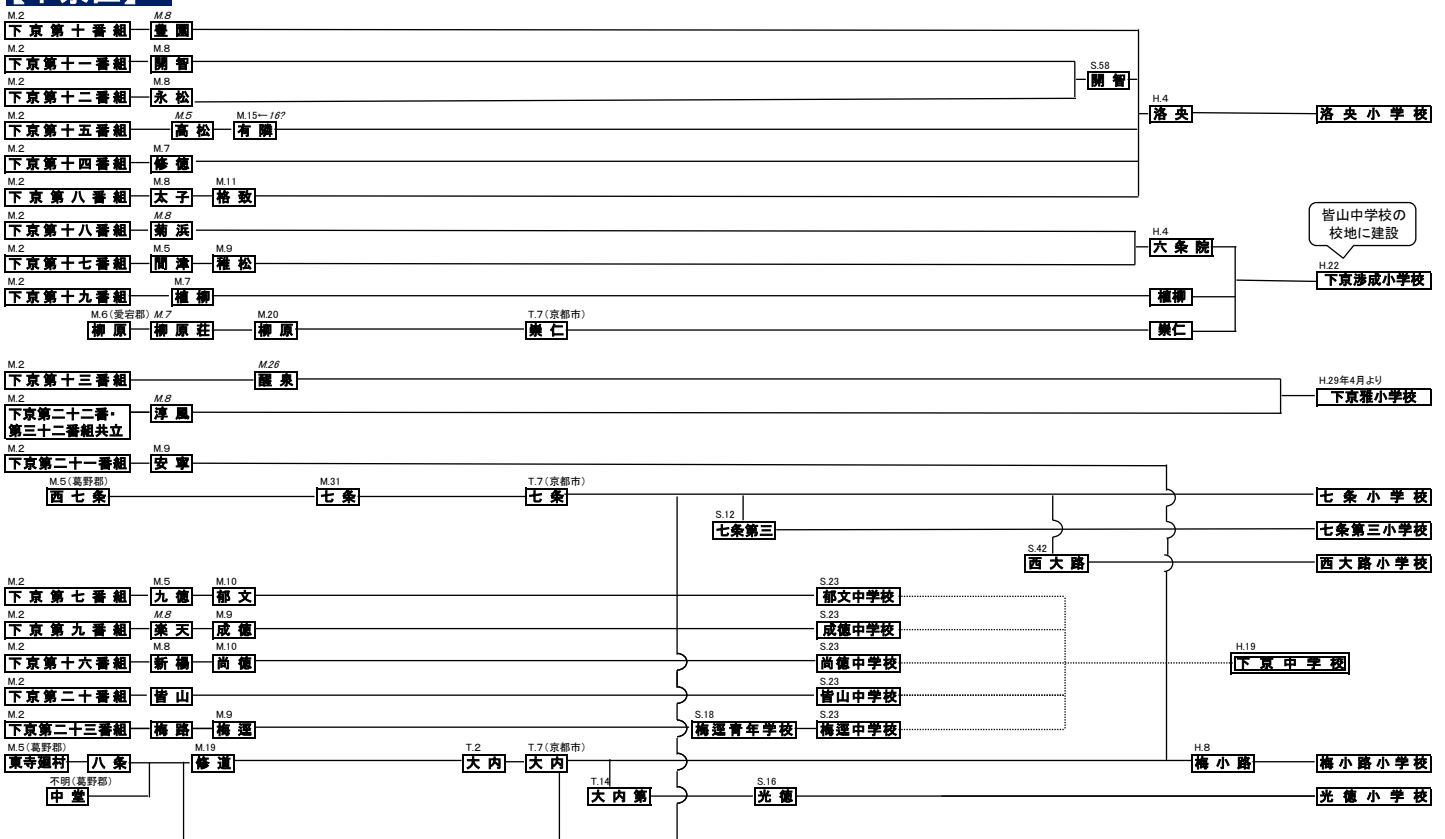 M.2 M.8
下京第十番組 豊園
M.2 M.8
下京第十一番組 開智
S.58
開智
M.2 M.8
下京第十二番組 永松
H.4
洛央 洛央小学校
M.2 M.5 M.15←16?
下京第十五番組 高松 有隣
M.2 M.7
下京第十四番組 修徳
M.2 M.8 M.11
下京第八番組 太子 格致
M.2 M.8
下京第十八番組 菊浜
皆山中学校の
校地に建設
H.4
六条院
M.2 M.5 M.9
下京第十七番組 間津 稚松
H.22
下京渉成小学校
M.2 M.7
下京第十九番組 植柳 植柳
M.6(愛宕郡) M.7 M.20 T.7(京都市)
柳原 柳原荘 柳原 崇仁 崇仁
M.2 M.26
下京第十三番組 醒泉
H.29年4月より
下京雅小学校
M.2 M.8
下京第二十二番・ 淳風
第三十二番組共立
M.2 M.9
下京第二十一番組 安寧
M.5(葛野郡) M.31 T.7(京都市)
西七条 七条 七条 七条小学校
S.12
七条第三 七条第三小学校
S.42
西大路 西大路小学校
M.2 M.5 M.10 S.23
下京第七番組 九徳 郁文 郁文中学校
M.2 M.8 M.9 S.23
下京第九番組 楽天 成徳 成徳中学校
M.2 M.8 M.10 S.23 H.19
下京第十六番組 新橋 尚徳 尚徳中学校 下京中学校
M.2 S.23
下京第二十番組 皆山 皆山中学校
M.2 M.9 S.18 S.23
下京第二十三番組 梅路 梅逕 梅逕青年学校 梅逕中学校
M.5(葛野郡) M.19 T.2 T.7(京都市) H.8
東寺廻村 八条 修道 大内 大内 梅小路 梅小路小学校
不明(葛野郡) T.14 S.16
中堂 大内第 光徳 光徳小学校